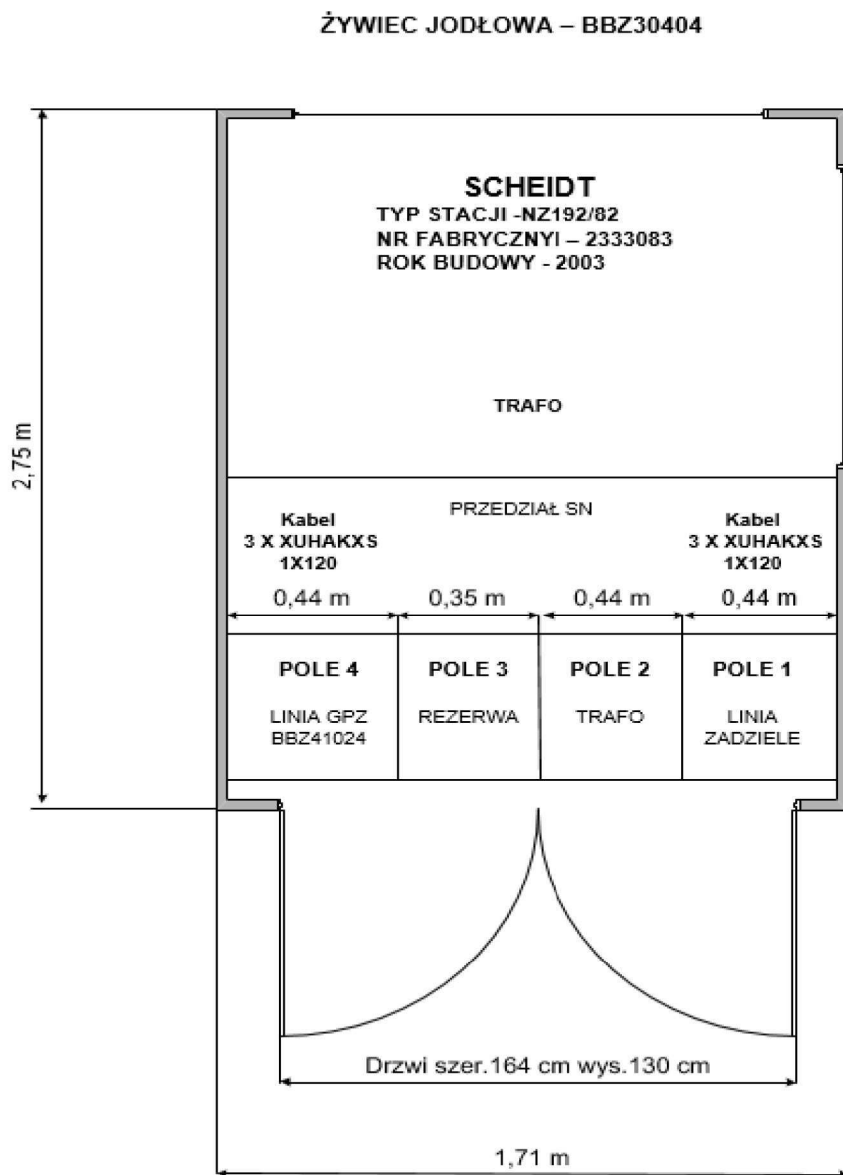 ŻYWIEC JODŁOWA – BBZ30404
SCHEIDT
TYP STACJI -NZ192/82
NR FABRYCZNYI – 2333083
ROK BUDOWY - 2003
TRAFO
2,75 m
PRZEDZIAŁ SN
Kabel
3 X XUHAKXS
1X120
Kabel
3 X XUHAKXS
1X120
0,44 m
0,35 m
0,44 m
0,44 m
POLE 4
LINIA GPZ
BBZ41024
POLE 3
REZERWA
POLE 2
TRAFO
POLE 1
LINIA
ZADZIELE
Drzwi szer.164 cm wys.130 cm
1,71 m